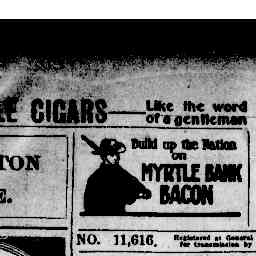 LE CIGARS — Like the word
of a gentleman
TON
E.
Build up the Nation
on
MYRTLE BANK
BACON
NO. 11,616.
Registered at General
for transmission by